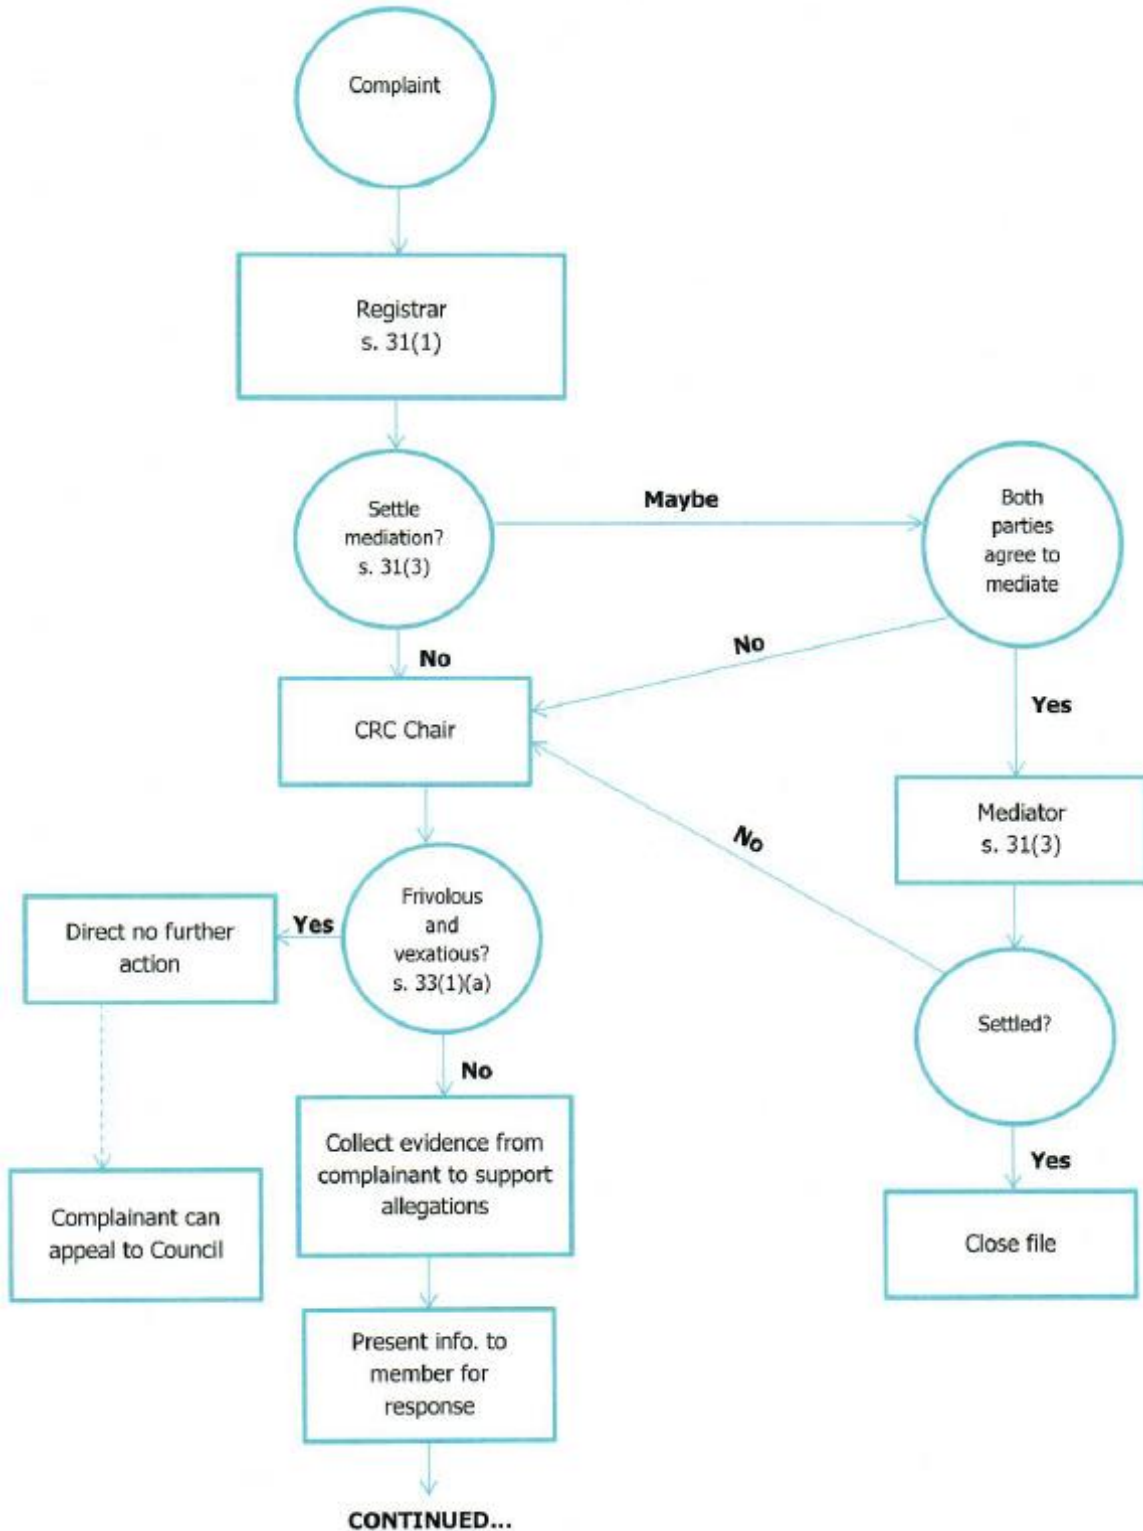 Complaint
Registrar
s. 31(1)
Settle
mediation?
s. 31(3)
Maybe
Both
parties
agree to
mediate
No
No
Yes
CRC Chair
Mediator
s. 31(3)
No
Frivolous
and
vexatious?
s. 33(1)(a)
Yes
Direct no further
action
Settled?
No
Collect evidence from
complainant to support
allegations
Yes
Complainant can
appeal to Council
Close file
Present info. to
member for
response
CONTINUED...